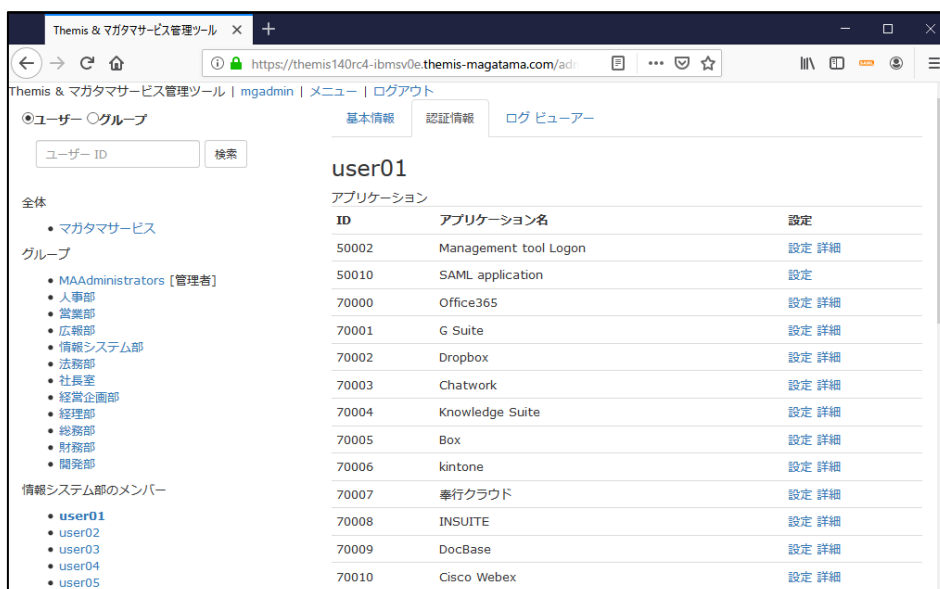 Themis & マガタマサービス管理ツール
https://themis140rc4-ibmsv0e.themis-magatama.com/adm
Themis & マガタマサービス管理ツール | mgadmin | メニュー | ログアウト
ユーザー グループ
ユーザー ID 検索
全体
マガタマサービス
グループ
MAAdministrators [管理者]
人事部
営業部
広報部
情報システム部
法務部
社長室
経営企画部
経理部
総務部
財務部
開発部
情報システム部のメンバー
user01
user02
user03
user04
user05
基本情報 認証情報 ログ ビューアー
user01
アプリケーション
ID アプリケーション名 設定
50002 Management tool Logon 設定 詳細
50010 SAML application 設定
70000 Office365 設定 詳細
70001 G Suite 設定 詳細
70002 Dropbox 設定 詳細
70003 Chatwork 設定 詳細
70004 Knowledge Suite 設定 詳細
70005 Box 設定 詳細
70006 kintone 設定 詳細
70007 奉行クラウド 設定 詳細
70008 INSUITE 設定 詳細
70009 DocBase 設定 詳細
70010 Cisco Webex 設定 詳細